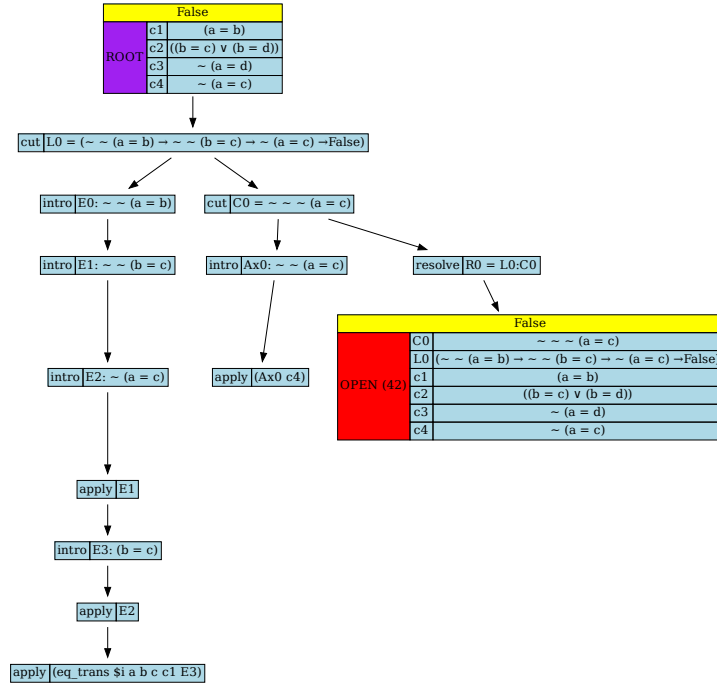 False
ROOT
c1 (a = b)
c2 ((b = c) ∨ (b = d))
c3 ~ (a = d)
c4 ~ (a = c)
cut L0 = (~ ~ (a = b) → ~ ~ (b = c) → ~ (a = c) →False)
intro E0: ~ ~ (a = b)
cut C0 = ~ ~ ~ (a = c)
intro E1: ~ ~ (b = c)
intro Ax0: ~ ~ (a = c)
resolve R0 = L0:C0
False
OPEN (42)
C0 ~ ~ ~ (a = c)
L0 (~ ~ (a = b) → ~ ~ (b = c) → ~ (a = c) →False)
c1 (a = b)
c2 ((b = c) ∨ (b = d))
c3 ~ (a = d)
c4 ~ (a = c)
intro E2: ~ (a = c)
apply (Ax0 c4)
apply E1
intro E3: (b = c)
apply E2
apply (eq_trans $i a b c c1 E3)